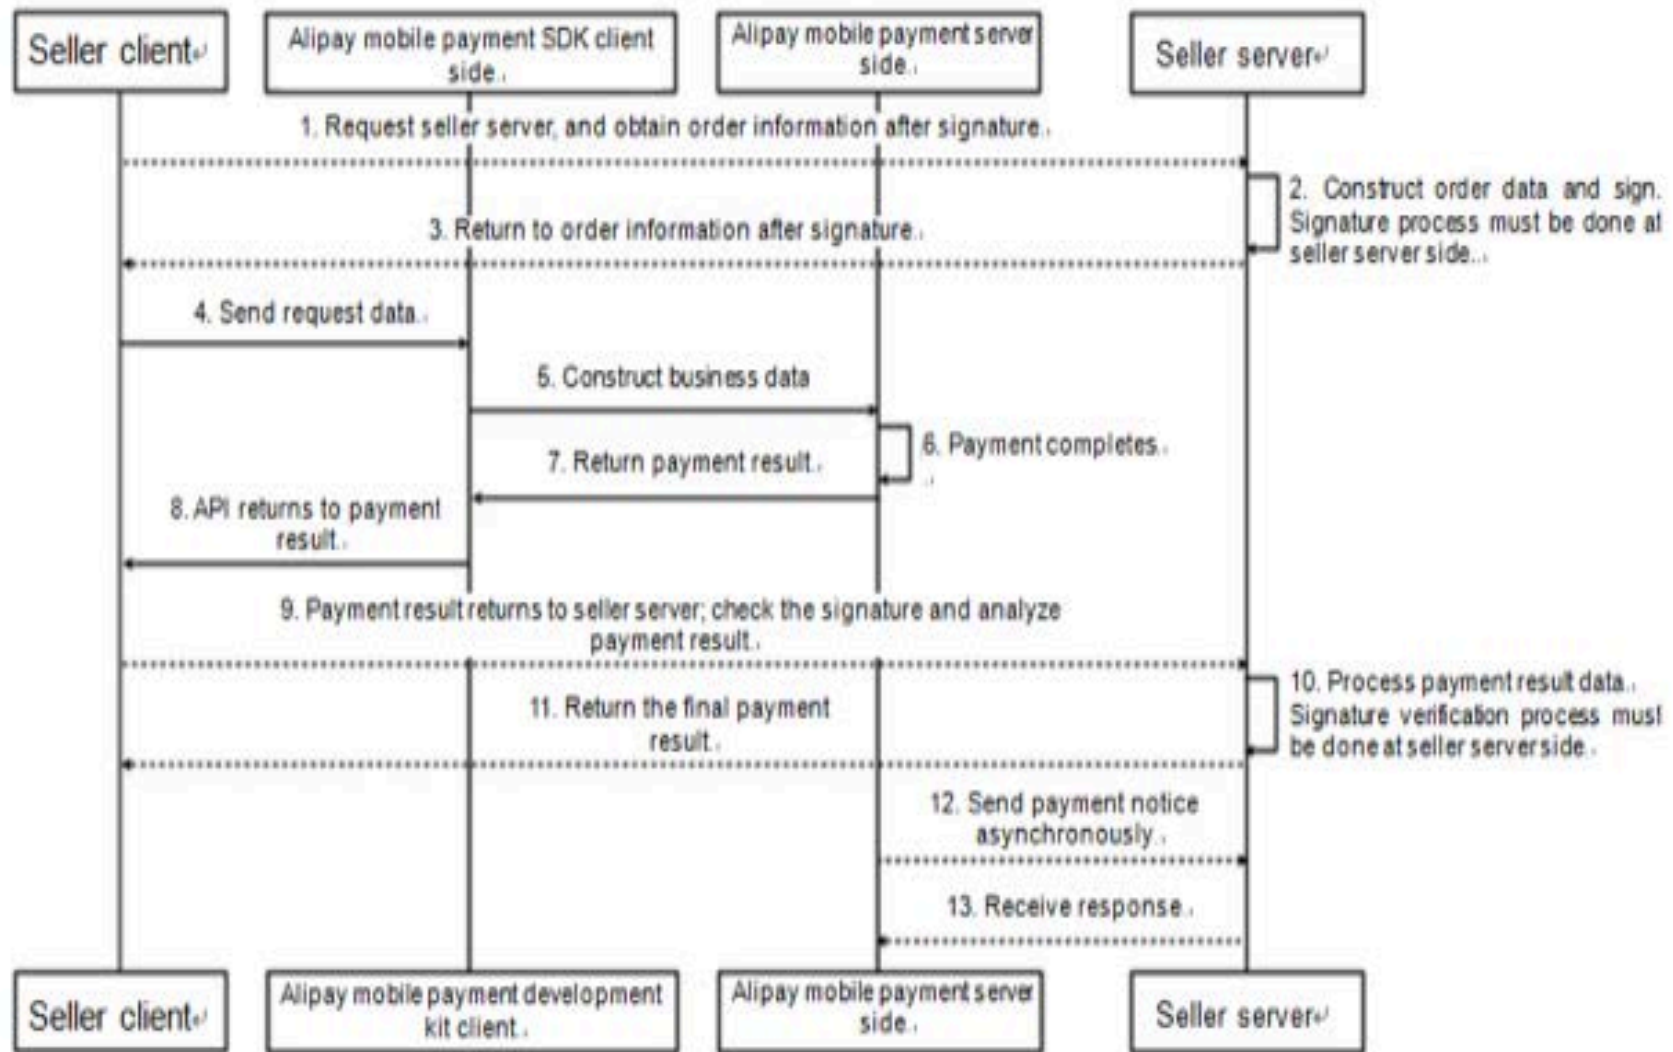 Seller client
Alipay mobile payment SDK client
side.
Alipay mobile payment server
side.
Seller server
1. Request seller server, and obtain order information after signature.
2. Construct order data and sign.
Signature process must be done at
seller server side.
3. Return to order information after signature.
4. Send request data.
5. Construct business data
6. Payment completes.
7. Return payment result.
8. API returns to payment
result.
9. Payment result returns to seller server; check the signature and analyze
payment result.
10. Process payment result data.
Signature verification process must
be done at seller server side.
11. Return the final payment
result.
12. Send payment notice
asynchronously.
13. Receive response.
Seller client
Alipay mobile payment development
kit client.
Alipay mobile payment server
side.
Seller server